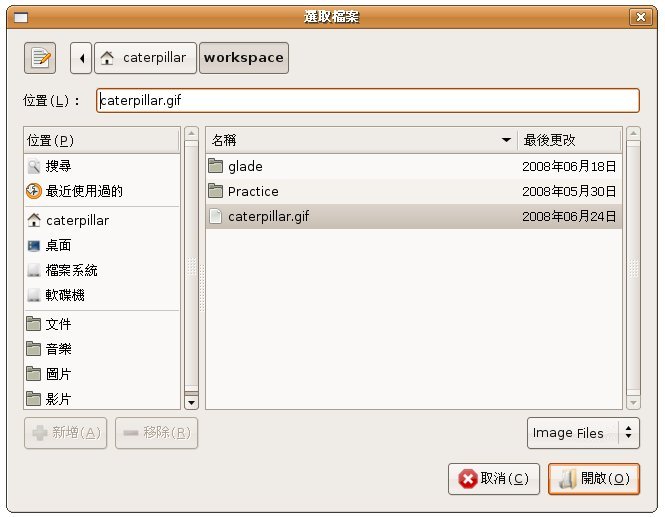 選取檔案
caterpillar workspace
位置(L)： caterpillar.gif
位置(P)
搜尋
最近使用過的
caterpillar
桌面
檔案系統
軟碟機
文件
音樂
圖片
影片
名稱 最後更改
glade 2008年06月18日
Practice 2008年05月30日
caterpillar.gif 2008年06月24日
新增(A) 移除(R) Image Files
取消(C) 開啟(O)